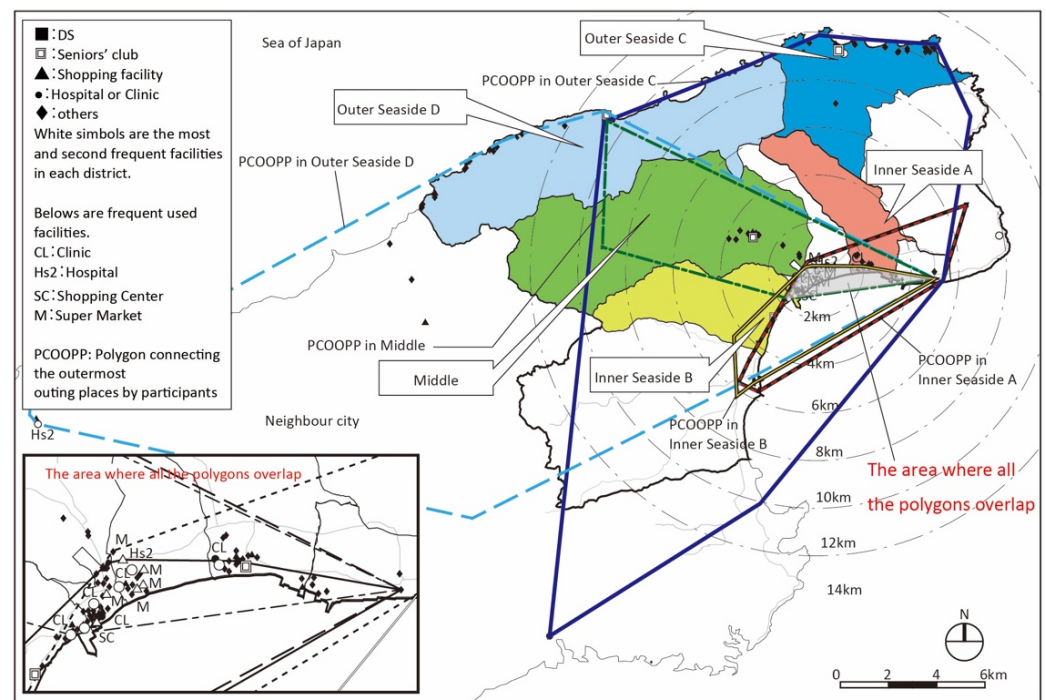 ■:DS
回:Seniors' club
▲:Shopping facility
●:Hospital or Clinic
◆:others
White simbols are the most
and second frequent facilities
in each district.
Belows are frequent used
facilities.
CL:Clinic
Hs2:Hospital
SC:Shopping Center
M:Super Market
PCOOPP: Polygon connecting
the outermost
outing places by participants
Sea of Japan
Outer Seaside C
PCOOPP in Outer Seaside C
Outer Seaside D
PCOOPP in Outer Seaside D
Inner Seaside A
2km
PCOOPP in Middle
Middle
Inner Seaside B
4km
PCOOPP in
Inner Seaside A
6km
PCOOPP in
Inner Seaside B
Neighbour city
Hs2
8km
The area where all
the polygons overlap
10km
12km
14km
N
0 2 4 6km
The area where all the polygons overlap
M
Hs2
CL
CL
M
M
CL
M
M
CL
CL
SC